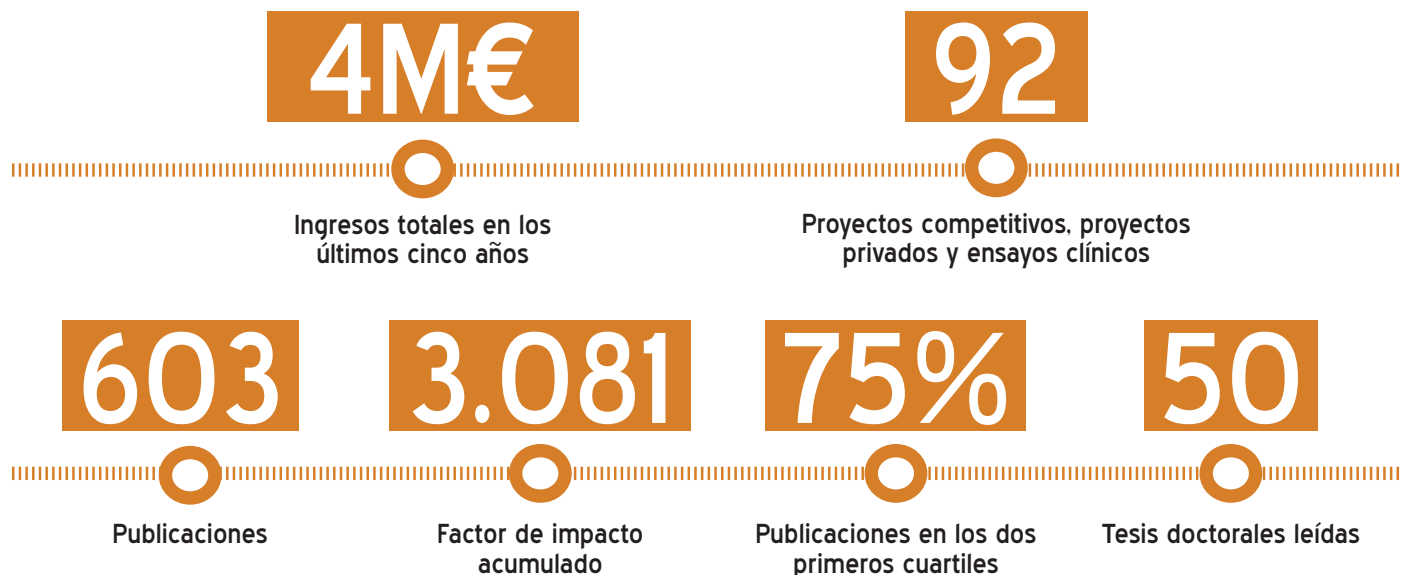 4M€
92
Ingresos totales en los
últimos cinco años
Proyectos competitivos, proyectos
privados y ensayos clínicos
603
3.081
75%
50
Publicaciones
Factor de impacto
acumulado
Publicaciones en los dos
primeros cuartiles
Tesis doctorales leídas